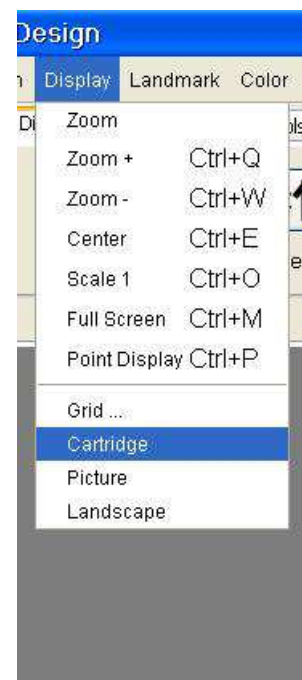 Design
Display Landmark Color
Di
Zoom
Zoom + Ctrl+Q
Zoom - Ctrl+W
Center Ctrl+E
Scale 1 Ctrl+O
Full Screen Ctrl+M
Point Display Ctrl+P
Grid ...
Cartridge
Picture
Landscape